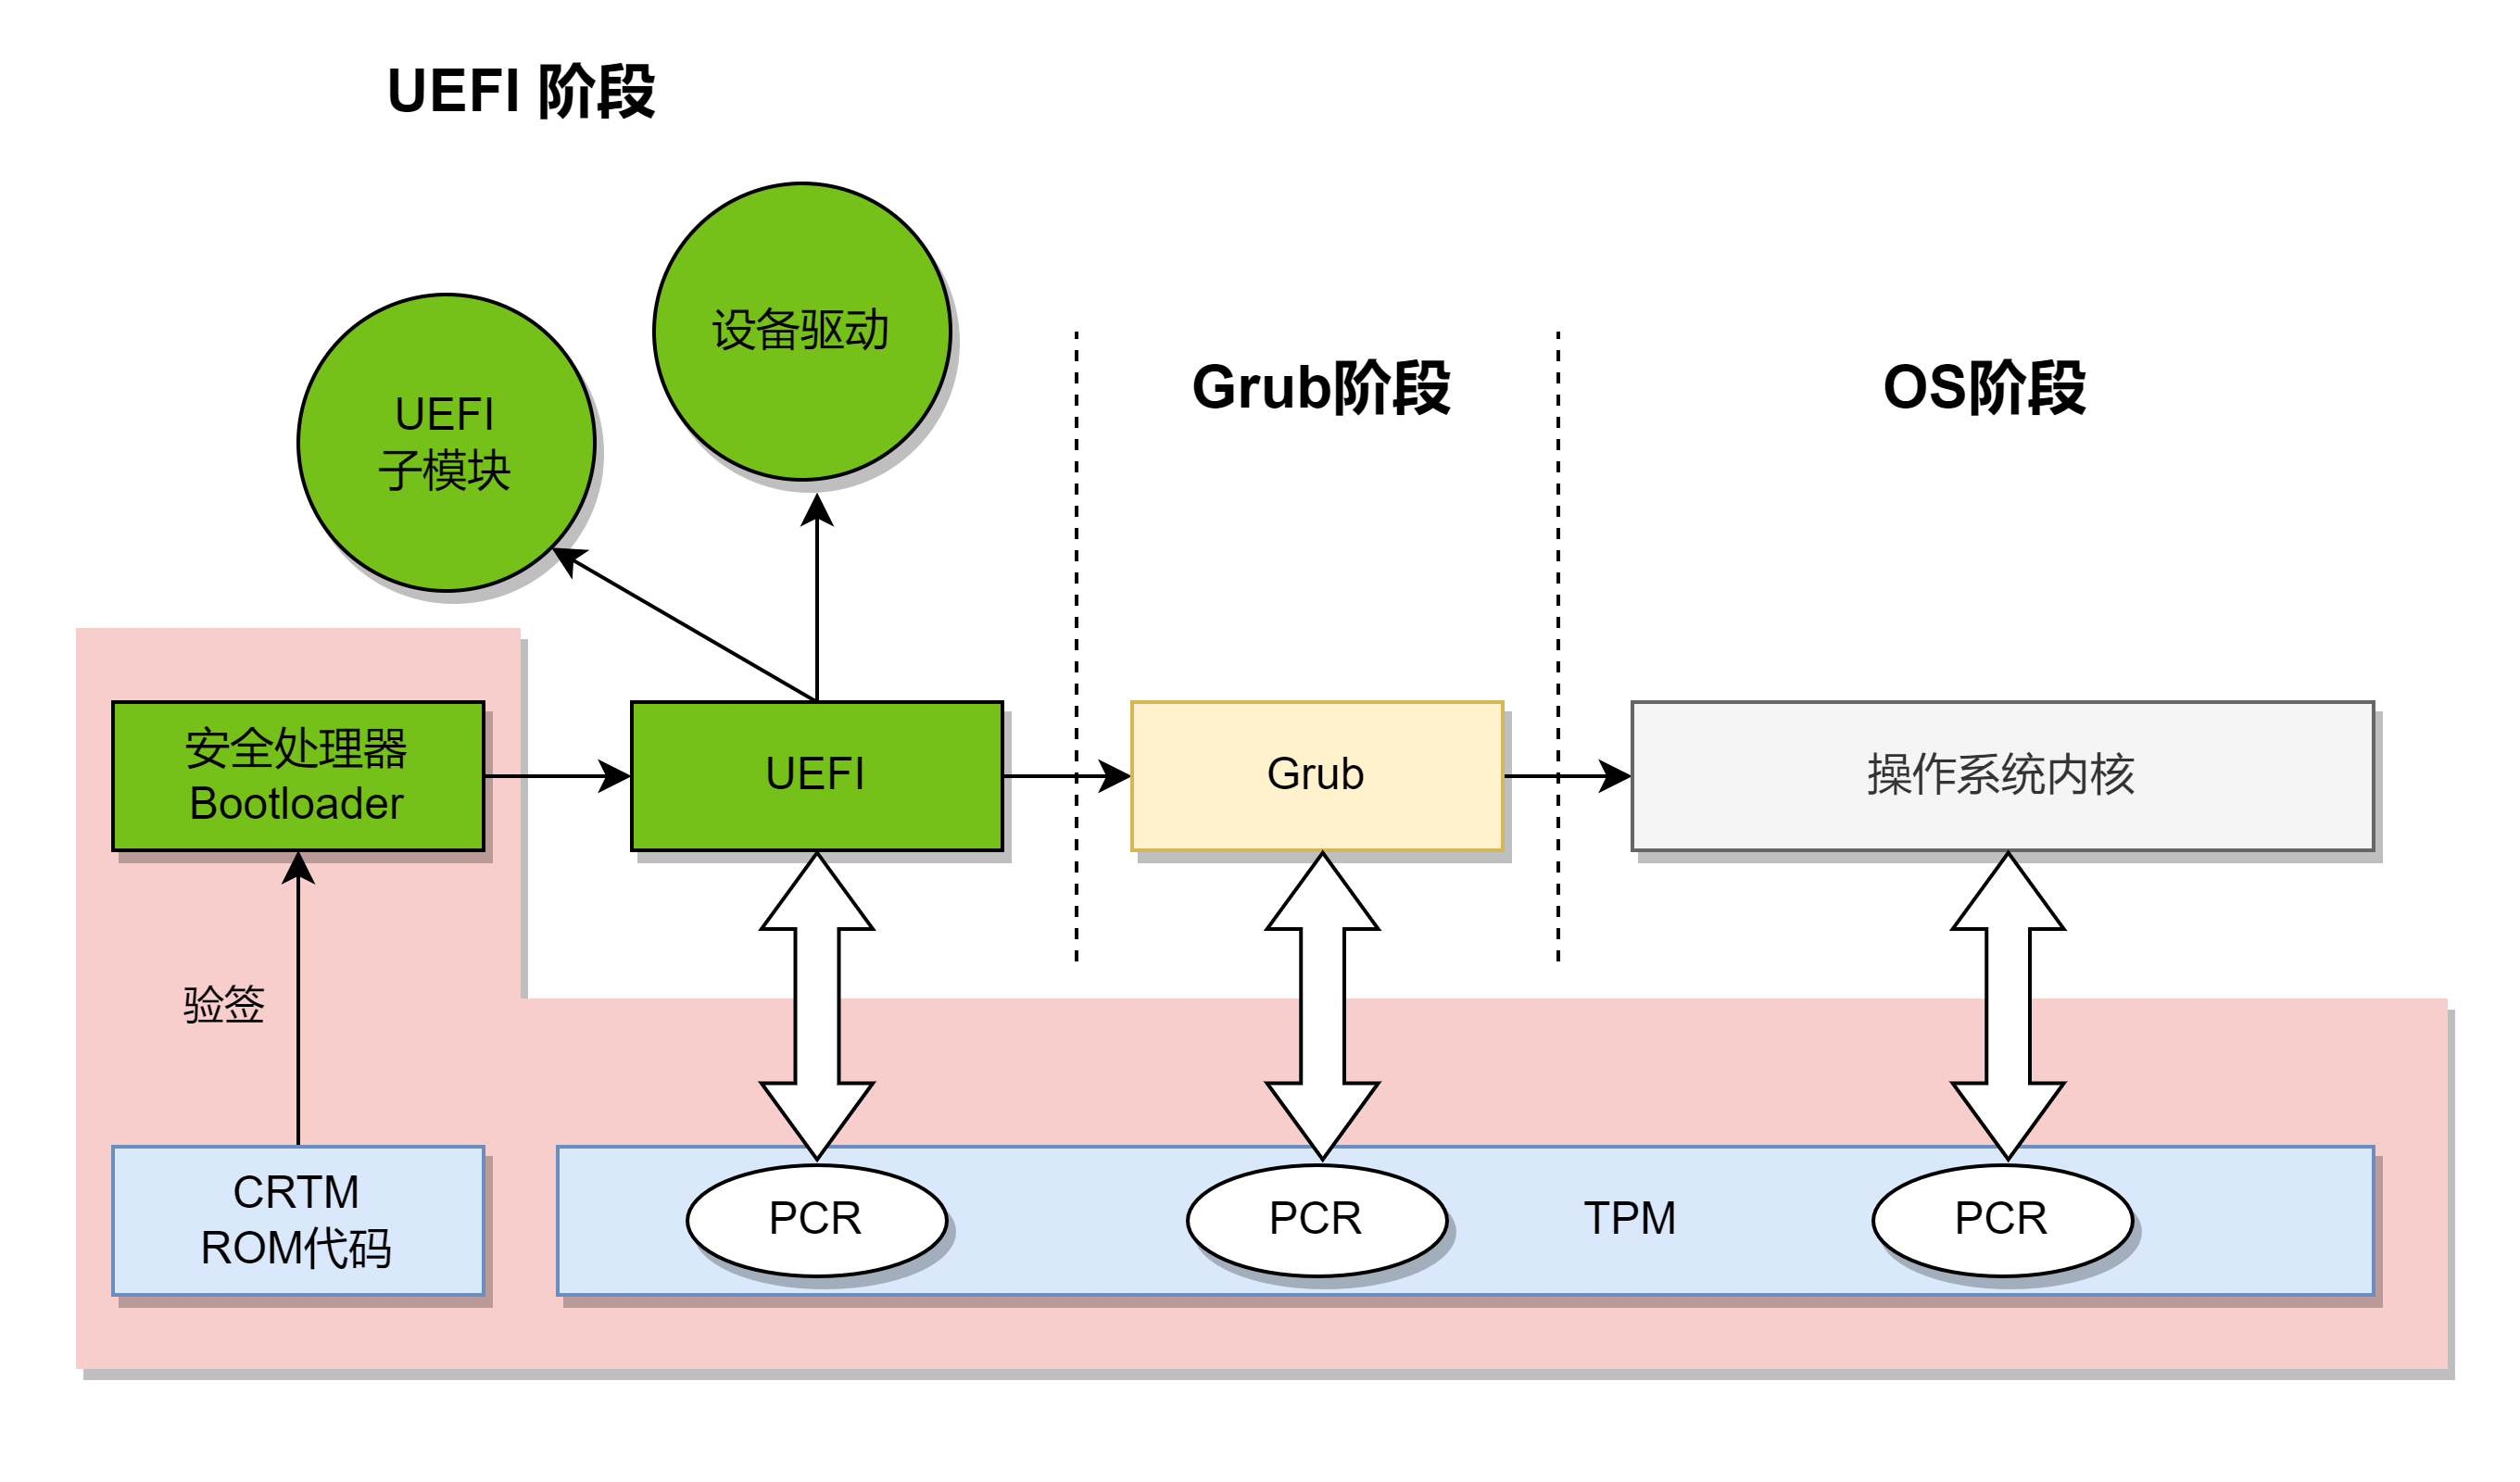 UEFI 阶段
设备驱动
UEFI
子模块
Grub阶段
OS阶段
安全处理器
Bootloader
UEFI
Grub
操作系统内核
验签
CRTM
ROM代码
PCR
PCR
TPM
PCR